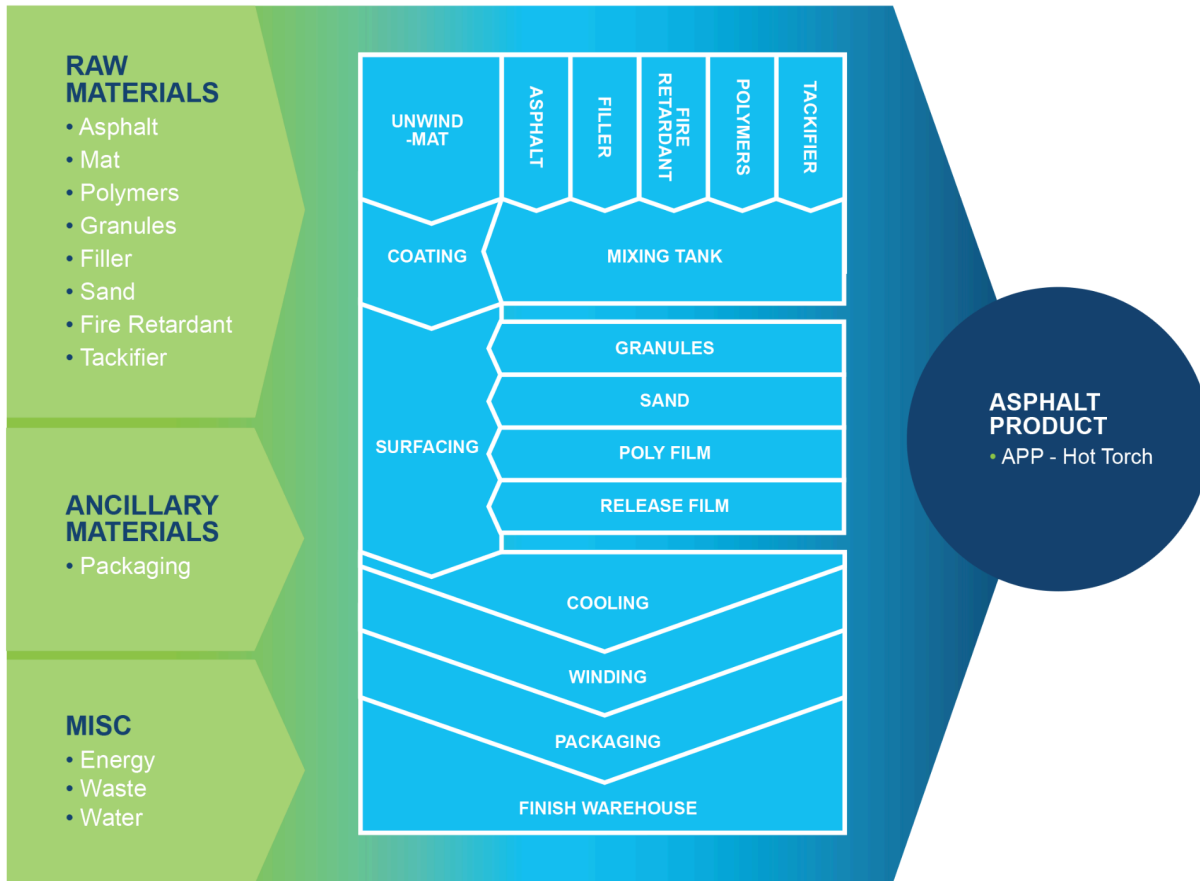 RAW
MATERIALS
• Asphalt
• Mat
• Polymers
• Granules
• Filler
• Sand
• Fire Retardant
• Tackifier
ANCILLARY
MATERIALS
• Packaging
MISC
• Energy
• Waste
• Water
UNWIND
-MAT
ASPHALT
FILLER
FIRE
RETARDANT
POLYMERS
TACKIFIER
COATING
MIXING TANK
SURFACING
GRANULES
SAND
POLY FILM
RELEASE FILM
COOLING
WINDING
PACKAGING
FINISH WAREHOUSE
ASPHALT
PRODUCT
• APP - Hot Torch